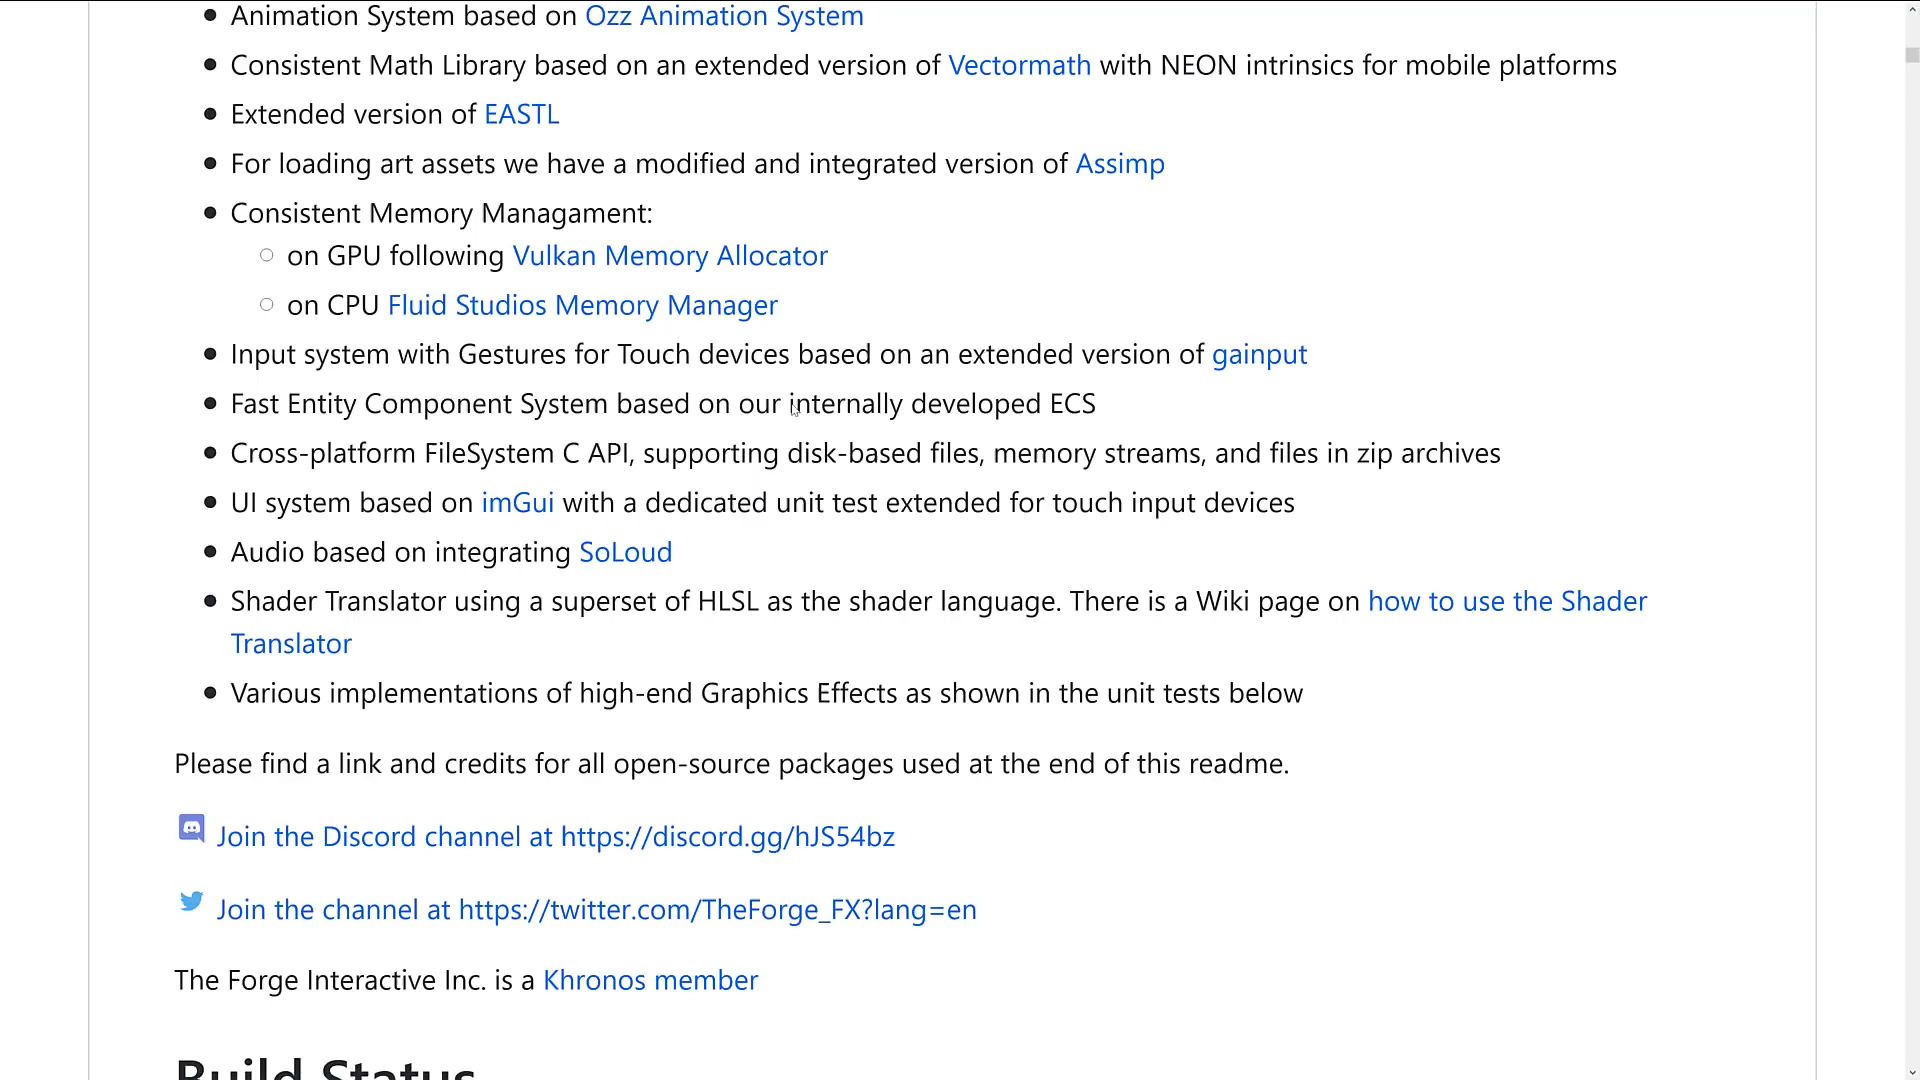 Animation System based on Ozz Animation System
Consistent Math Library based on an extended version of Vectormath with NEON intrinsics for mobile platforms
Extended version of EASTL
For loading art assets we have a modified and integrated version of Assimp
Consistent Memory Managament:
on GPU following Vulkan Memory Allocator
on CPU Fluid Studios Memory Manager
Input system with Gestures for Touch devices based on an extended version of gainput
Fast Entity Component System based on our internally developed ECS
Cross-platform FileSystem C API, supporting disk-based files, memory streams, and files in zip archives
UI system based on imGui with a dedicated unit test extended for touch input devices
Audio based on integrating SoLoud
Shader Translator using a superset of HLSL as the shader language. There is a Wiki page on how to use the Shader
Translator
Various implementations of high-end Graphics Effects as shown in the unit tests below
Please find a link and credits for all open-source packages used at the end of this readme.
Join the Discord channel at https://discord.gg/hJS54bz
Join the channel at https://twitter.com/TheForge_FX?lang=en
The Forge Interactive Inc. is a Khronos member
Build Status